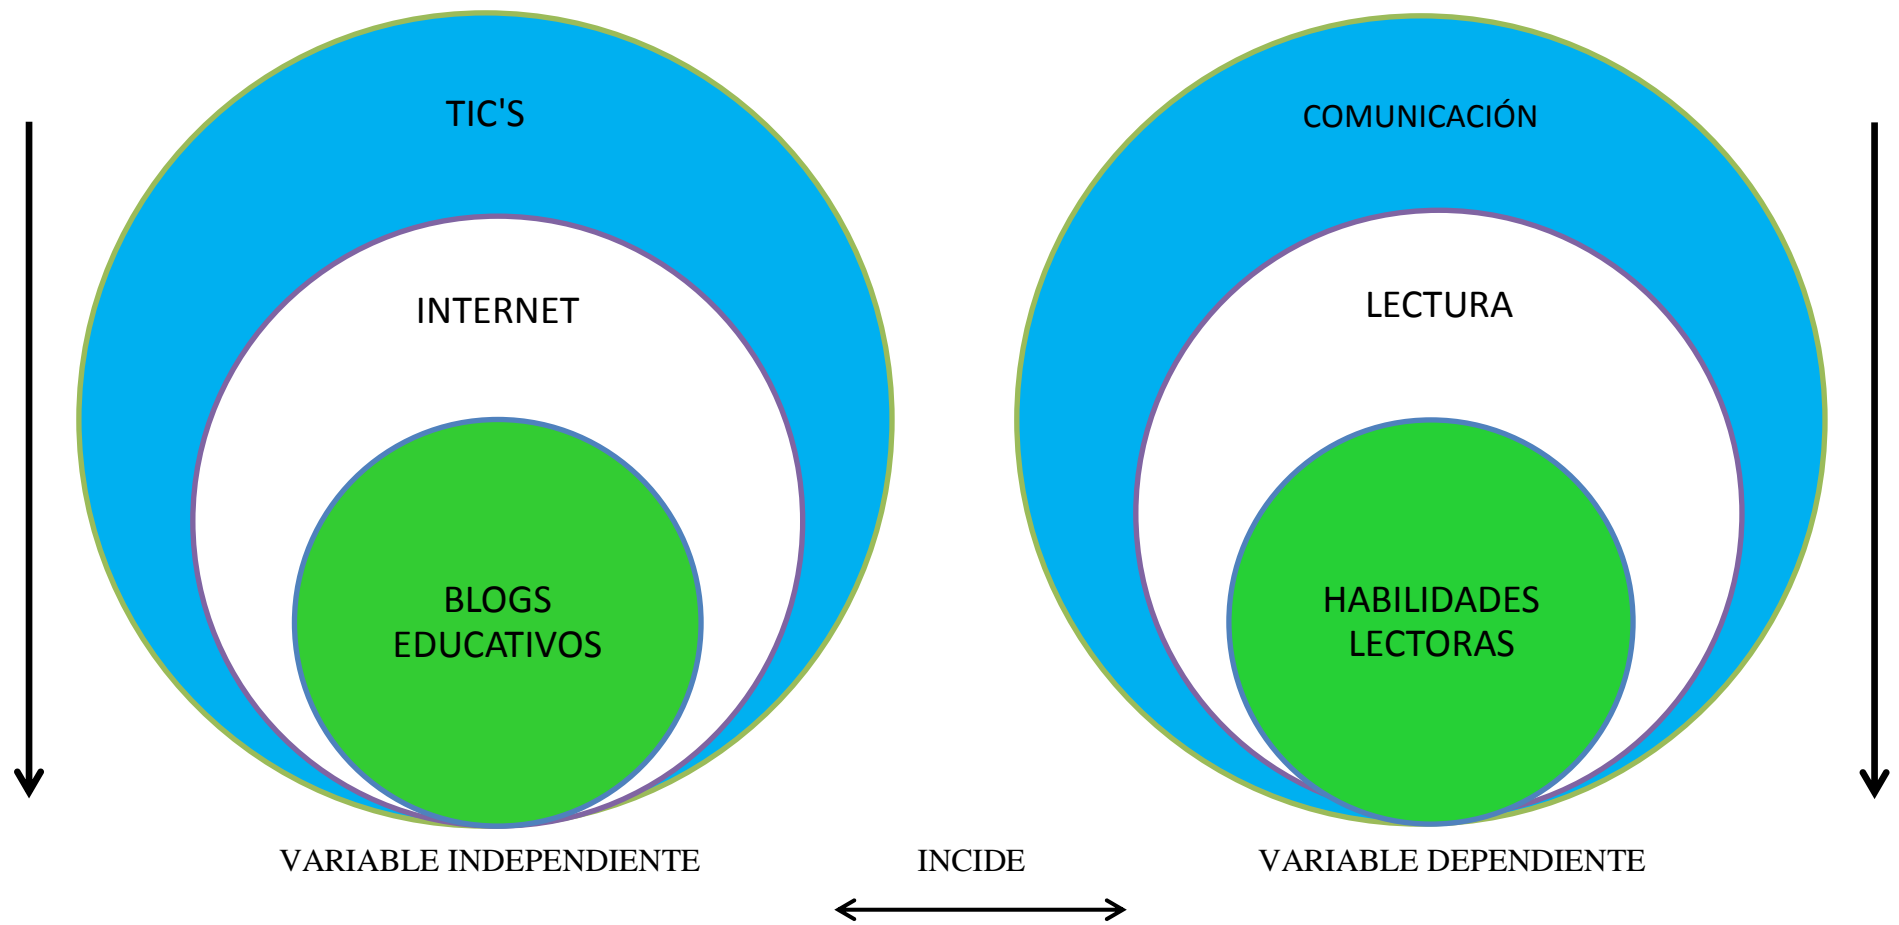 TIC'S
INTERNET
BLOGS
EDUCATIVOS
COMUNICACIÓN
LECTURA
HABILIDADES
LECTORAS
VARIABLE INDEPENDIENTE
INCIDE
VARIABLE DEPENDIENTE